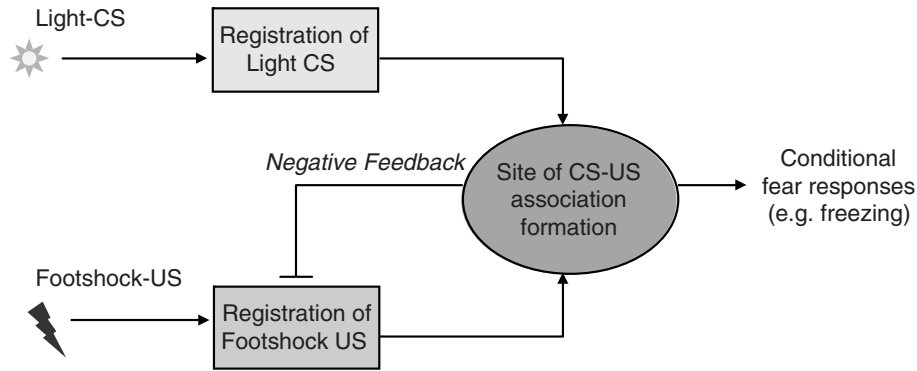 Light-CS
Registration of
Light CS
Negative Feedback
Site of CS-US
association
formation
Conditional
fear responses
(e.g. freezing)
Footshock-US
Registration of
Footshock US